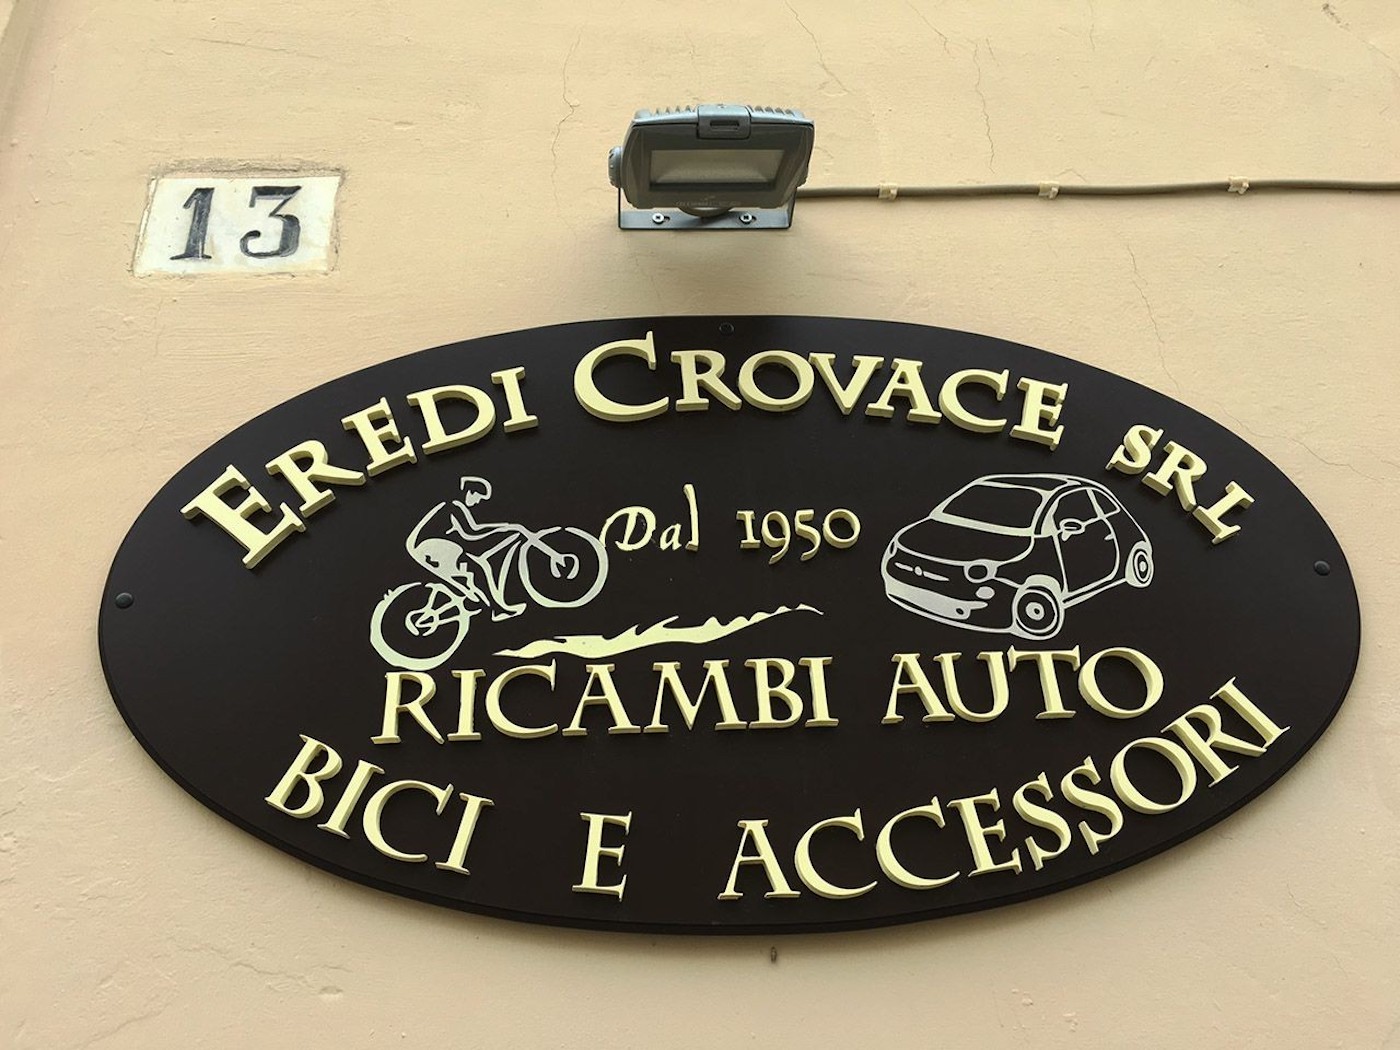 13
EREDI CROVACE SRL
Dal 1950
RICAMBI AUTO
BICI E ACCESSORI